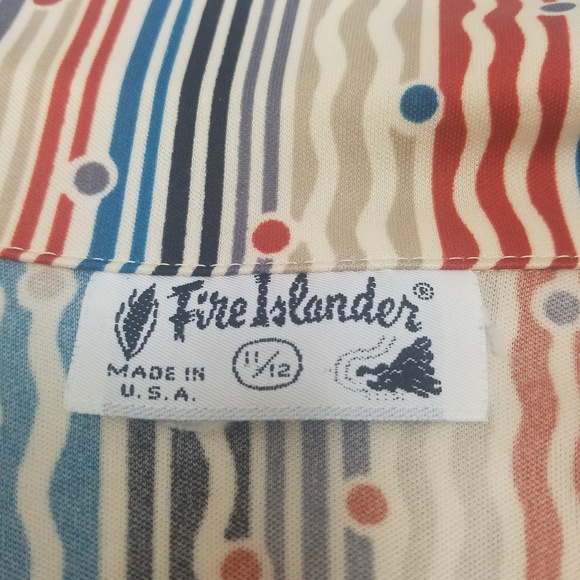 Fire Islander®
MADE IN
U.S.A.
11/12